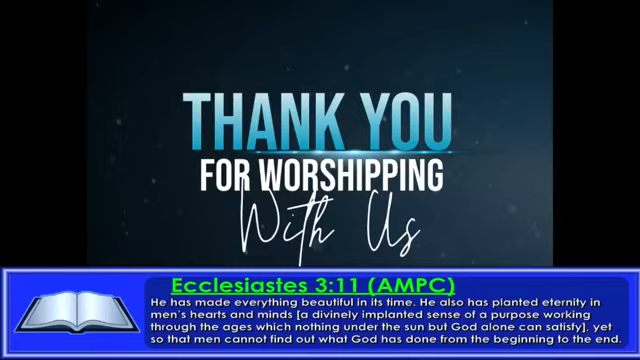 THANK YOU
FOR WORSHIPPING
With Us
Ecclesiastes 3:11 (AMPC)
He has made everything beautiful in its time. He also has planted eternity in
men's hearts and minds [a divinely implanted sense of a purpose working
through the ages which nothing under the sun but God alone can satisfy], yet
so that men cannot find out what God has done from the beginning to the end.